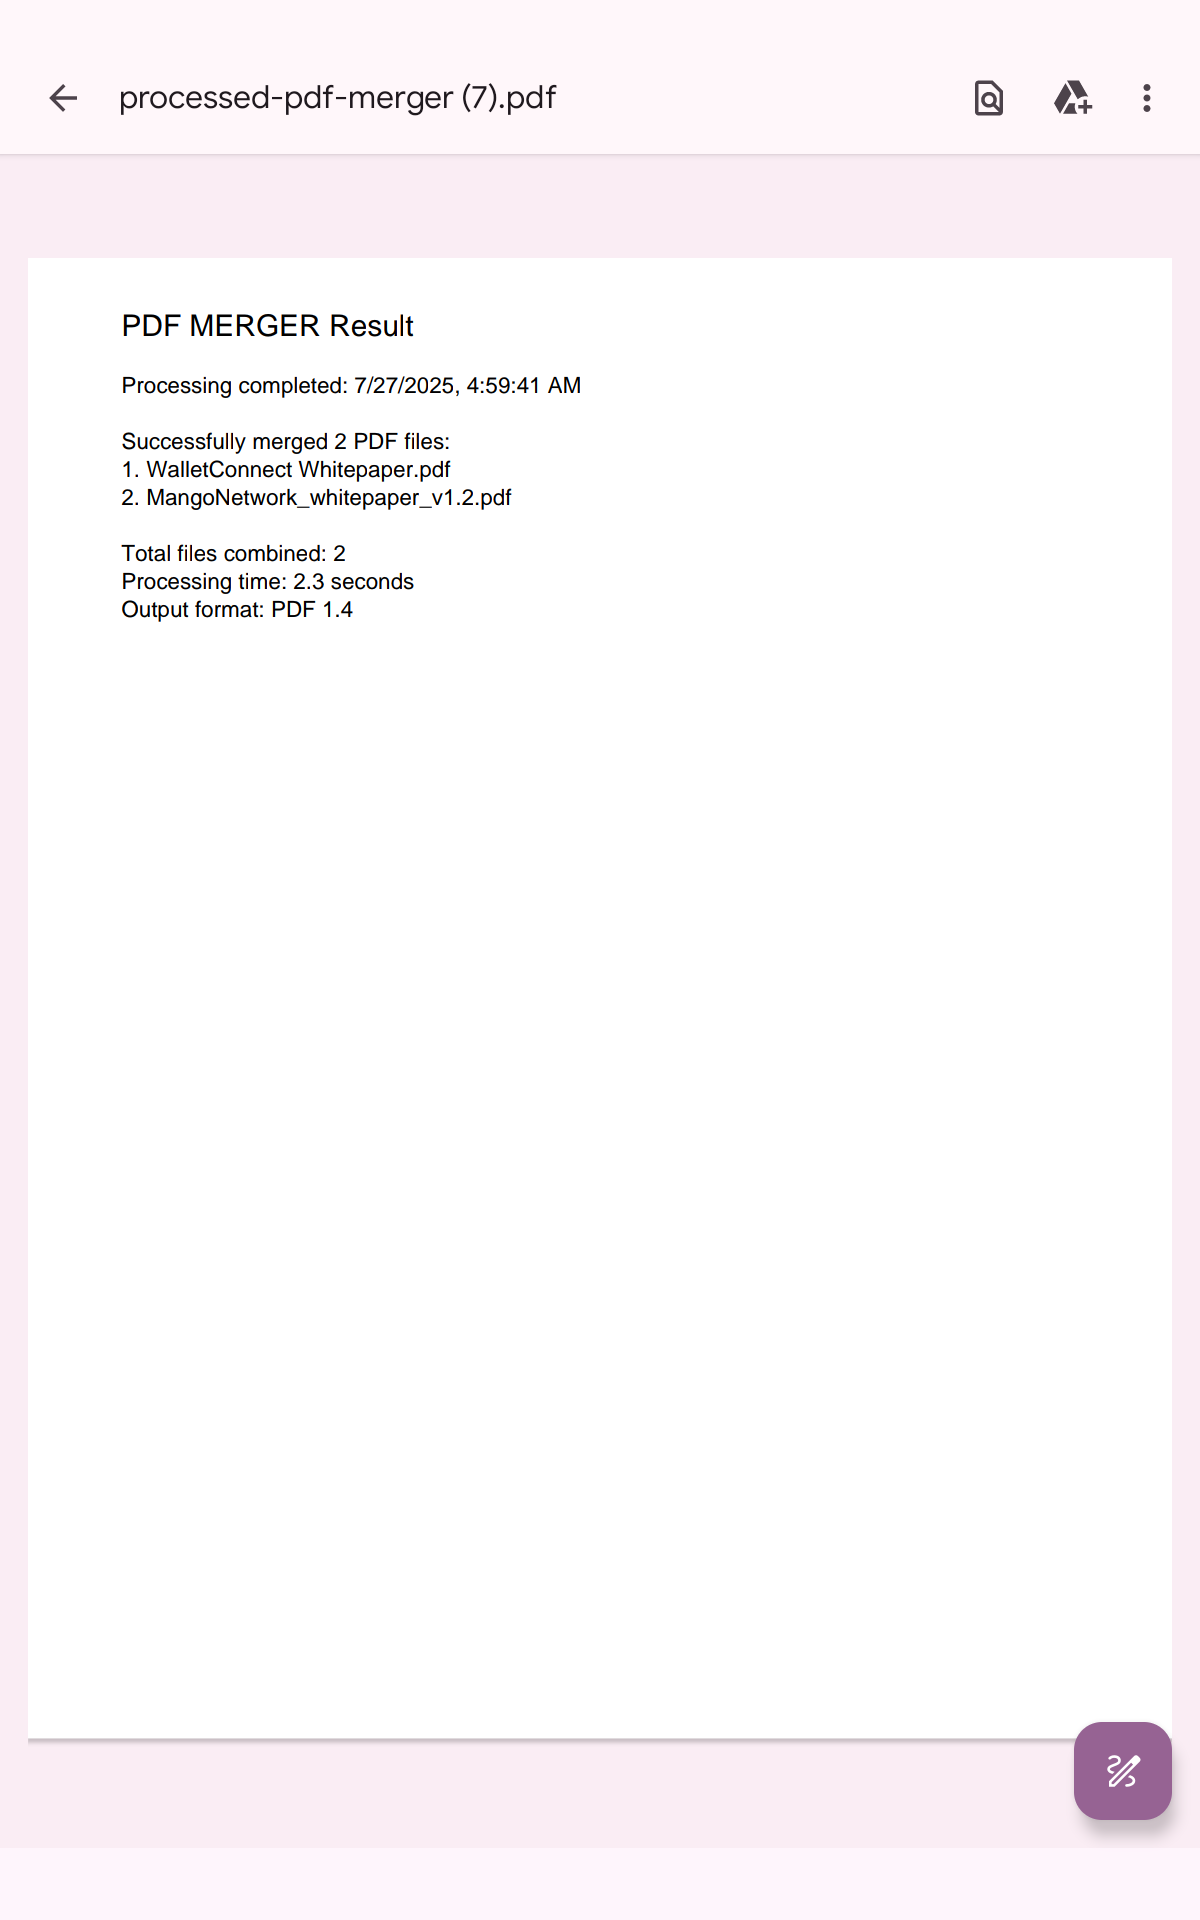 processed-pdf-merger (7).pdf
PDF MERGER Result
Processing completed: 7/27/2025, 4:59:41 AM
Successfully merged 2 PDF files:
1. WalletConnect Whitepaper.pdf
2. MangoNetwork_whitepaper_v1.2.pdf
Total files combined: 2
Processing time: 2.3 seconds
Output format: PDF 1.4